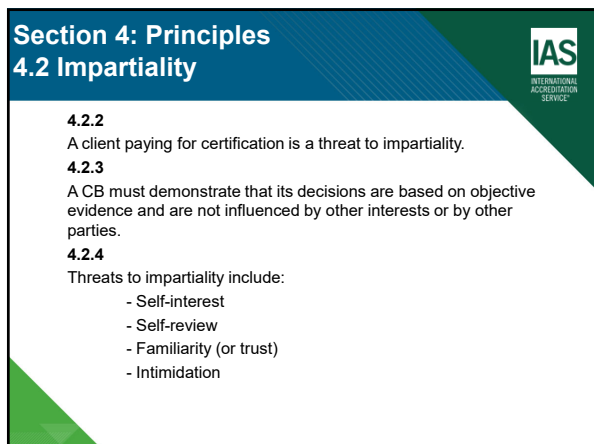 Section 4: Principles
4.2 Impartiality
IAS
INTERNATIONAL
ACCREDITATION
SERVICE®
4.2.2
A client paying for certification is a threat to impartiality.
4.2.3
A CB must demonstrate that its decisions are based on objective
evidence and are not influenced by other interests or by other
parties.
4.2.4
Threats to impartiality include:
- Self-interest
- Self-review
- Familiarity (or trust)
- Intimidation